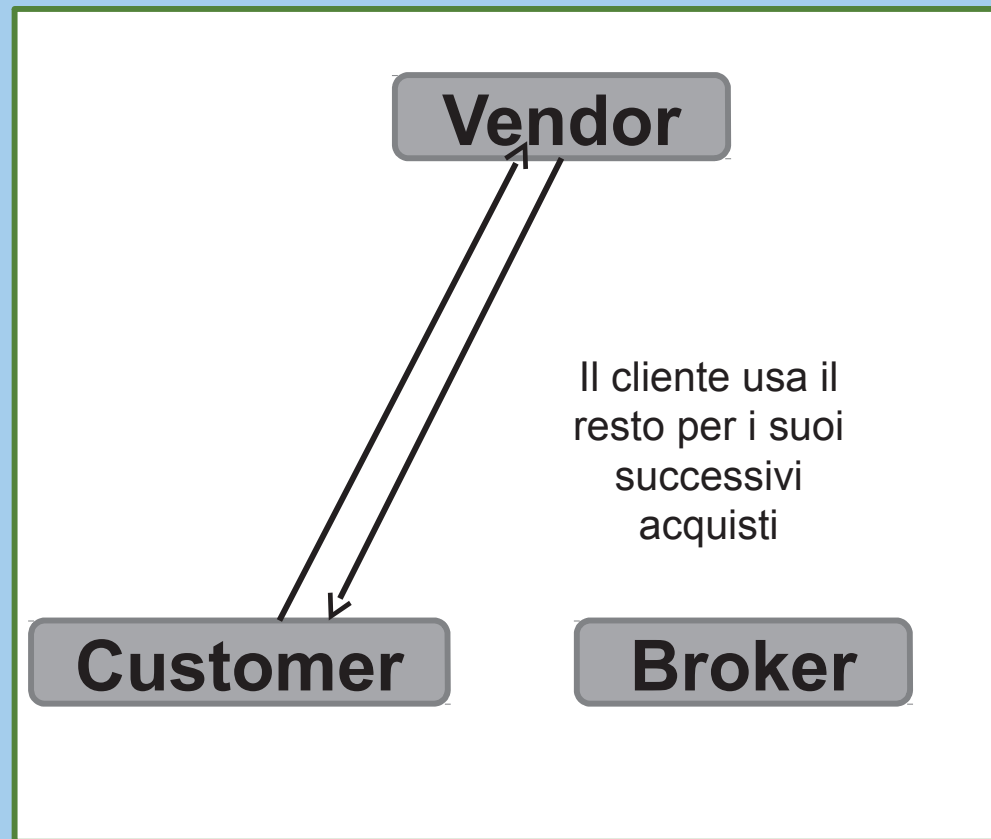 Vendor
Il cliente usa il
resto per i suoi
successivi
acquisti
Customer
Broker